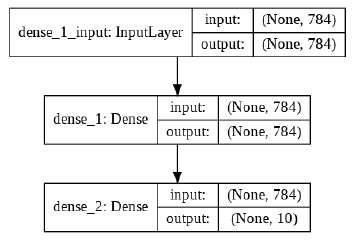 dense_1_input: InputLayer
input: (None, 784)
output: (None, 784)
dense_1: Dense
input: (None, 784)
output: (None, 784)
dense_2: Dense
input: (None, 784)
output: (None, 10)